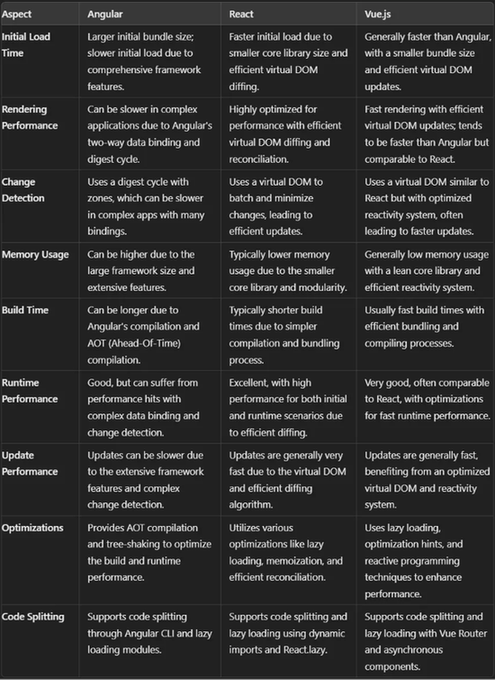 Aspect Angular React Vue.js
Initial Load
Time
Larger initial bundle size;
slower initial load due to
comprehensive framework
features.
Faster initial load due to
smaller core library size and
efficient virtual DOM
diffing.
Generally faster than Angular,
with a smaller bundle size
and efficient virtual DOM
updates.
Rendering
Performance
Can be slower in complex
applications due to Angular's
two-way data binding and
digest cycle.
Highly optimized for
performance with efficient
virtual DOM diffing and
reconciliation.
Fast rendering with efficient
virtual DOM updates; tends
to be faster than Angular but
comparable to React.
Change
Detection
Uses a digest cycle with
zones, which can be slower
in complex apps with many
bindings.
Uses a virtual DOM to
batch and minimize
changes, leading to
efficient updates.
Uses a virtual DOM similar to
React but with optimized
reactivity system, often
leading to faster updates.
Memory Usage
Can be higher due to the
large framework size and
extensive features.
Typically lower memory
usage due to the smaller
core library and modularity.
Generally low memory usage
with a lean core library and
efficient reactivity system.
Build Time
Can be longer due to
Angular's compilation and
AOT (Ahead-Of-Time)
compilation.
Typically shorter build
times due to simpler
compilation and bundling
process.
Usually fast build times with
efficient bundling and
compiling processes.
Runtime
Performance
Good, but can suffer from
performance hits with
complex data binding and
change detection.
Excellent, with high
performance for both initial
and runtime scenarios due
to efficient diffing.
Very good, often comparable
to React, with optimizations
for fast runtime performance.
Update
Performance
Updates can be slower due
to the extensive framework
features and complex
change detection.
Updates are generally very
fast due to the virtual DOM
and efficient diffing
algorithm.
Updates are generally fast,
benefiting from an optimized
virtual DOM and reactivity
system.
Optimizations
Provides AOT compilation
and tree-shaking to optimize
the build and runtime
performance.
Utilizes various
optimizations like lazy
loading, memoization, and
efficient reconciliation.
Uses lazy loading,
optimization hints, and
reactive programming
techniques to enhance
performance.
Code Splitting
Supports code splitting
through Angular CLI and lazy
loading modules.
Supports code splitting and
lazy loading using dynamic
imports and React.lazy.
Supports code splitting and
lazy loading with Vue Router
and asynchronous
components.